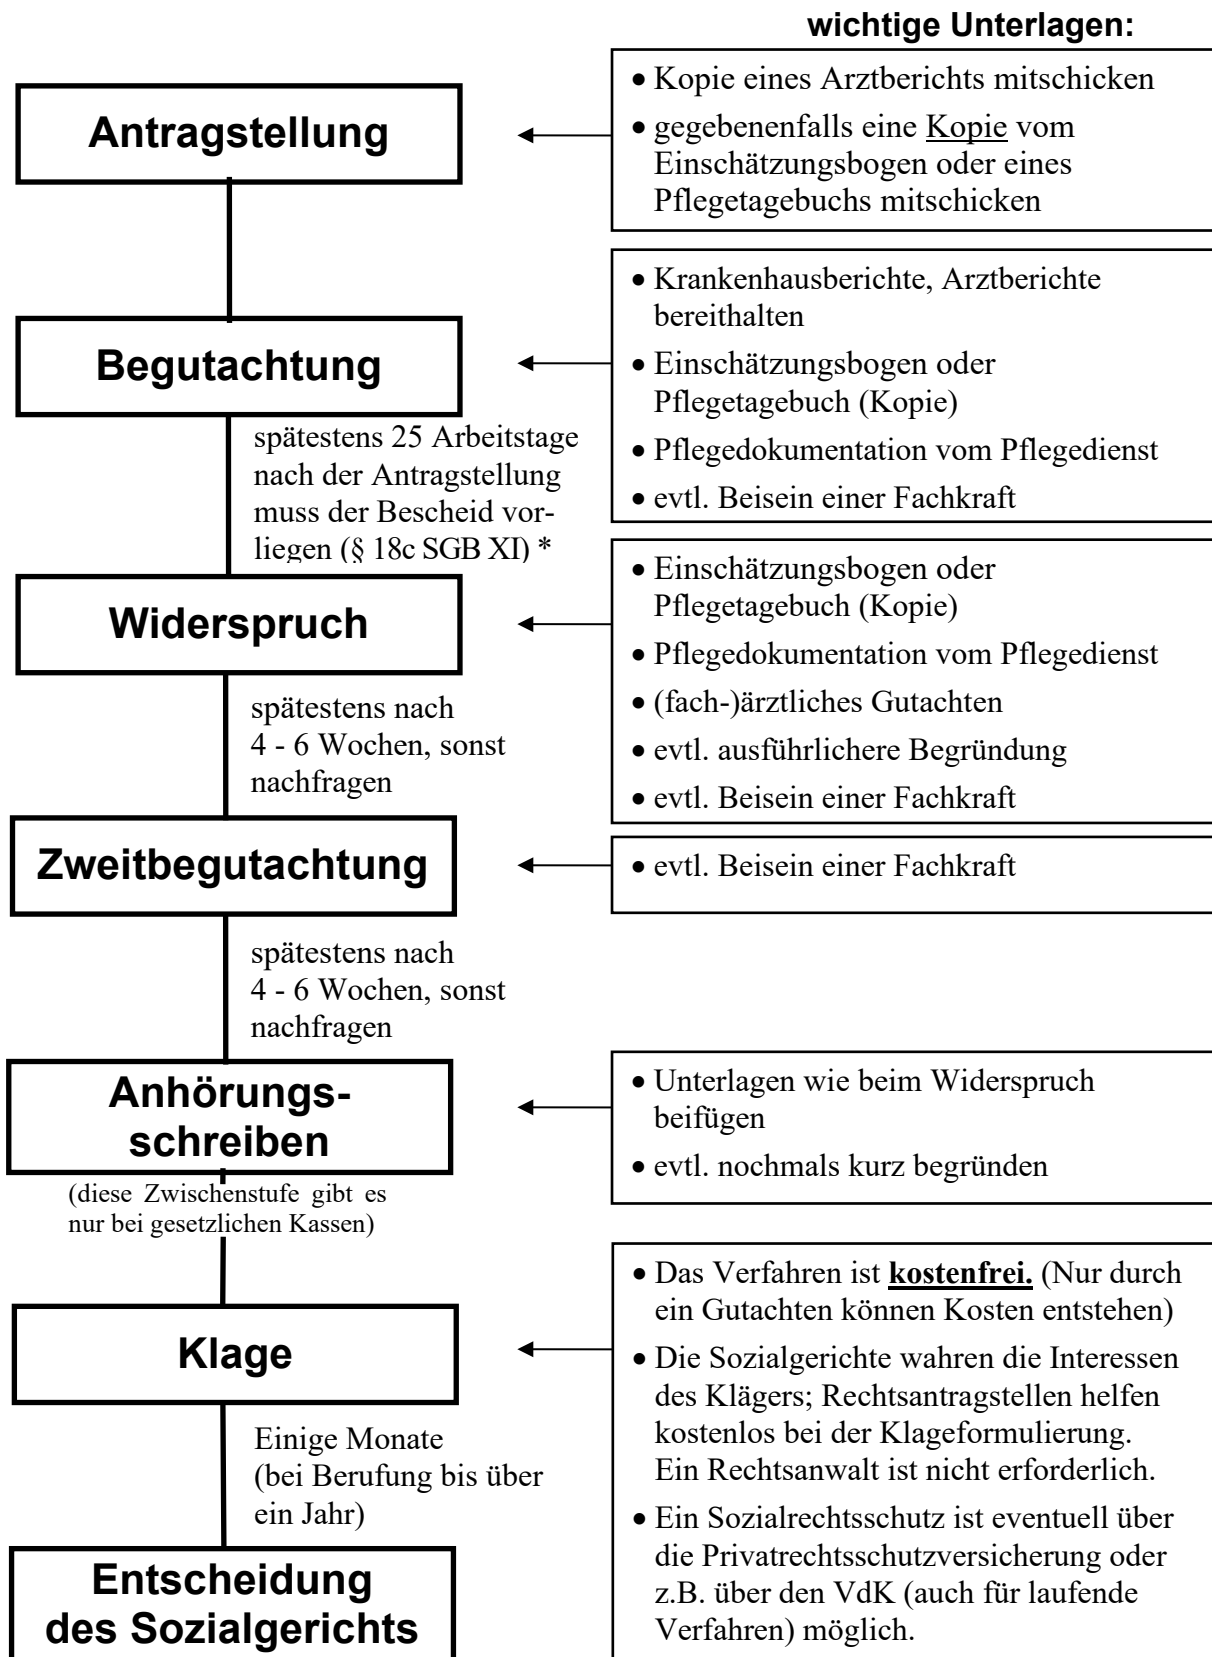 wichtige Unterlagen:
Antragstellung
• Kopie eines Arztberichts mitschicken
• gegebenenfalls eine Kopie vom
Einschätzungsbogen oder eines
Pflegetagebuchs mitschicken
Begutachtung
• Krankenhausberichte, Arztberichte
bereithalten
• Einschätzungsbogen oder
Pflegetagebuch (Kopie)
• Pflegedokumentation vom Pflegedienst
• evtl. Beisein einer Fachkraft
spätestens 25 Arbeitstage
nach der Antragstellung
muss der Bescheid vor-
liegen (§ 18c SGB XI) *
Widerspruch
• Einschätzungsbogen oder
Pflegetagebuch (Kopie)
• Pflegedokumentation vom Pflegedienst
• (fach-)ärztliches Gutachten
• evtl. ausführlichere Begründung
• evtl. Beisein einer Fachkraft
spätestens nach
4 - 6 Wochen, sonst
nachfragen
Zweitbegutachtung
• evtl. Beisein einer Fachkraft
spätestens nach
4 - 6 Wochen, sonst
nachfragen
Anhörungs-
schreiben
• Unterlagen wie beim Widerspruch
beifügen
• evtl. nochmals kurz begründen
(diese Zwischenstufe gibt es
nur bei gesetzlichen Kassen)
Klage
• Das Verfahren ist kostenfrei. (Nur durch
ein Gutachten können Kosten entstehen)
• Die Sozialgerichte wahren die Interessen
des Klägers; Rechtsantragstellen helfen
kostenlos bei der Klageformulierung.
Ein Rechtsanwalt ist nicht erforderlich.
• Ein Sozialrechtsschutz ist eventuell über
die Privatrechtsschutzversicherung oder
z.B. über den VdK (auch für laufende
Verfahren) möglich.
Einige Monate
(bei Berufung bis über
ein Jahr)
Entscheidung
des Sozialgerichts